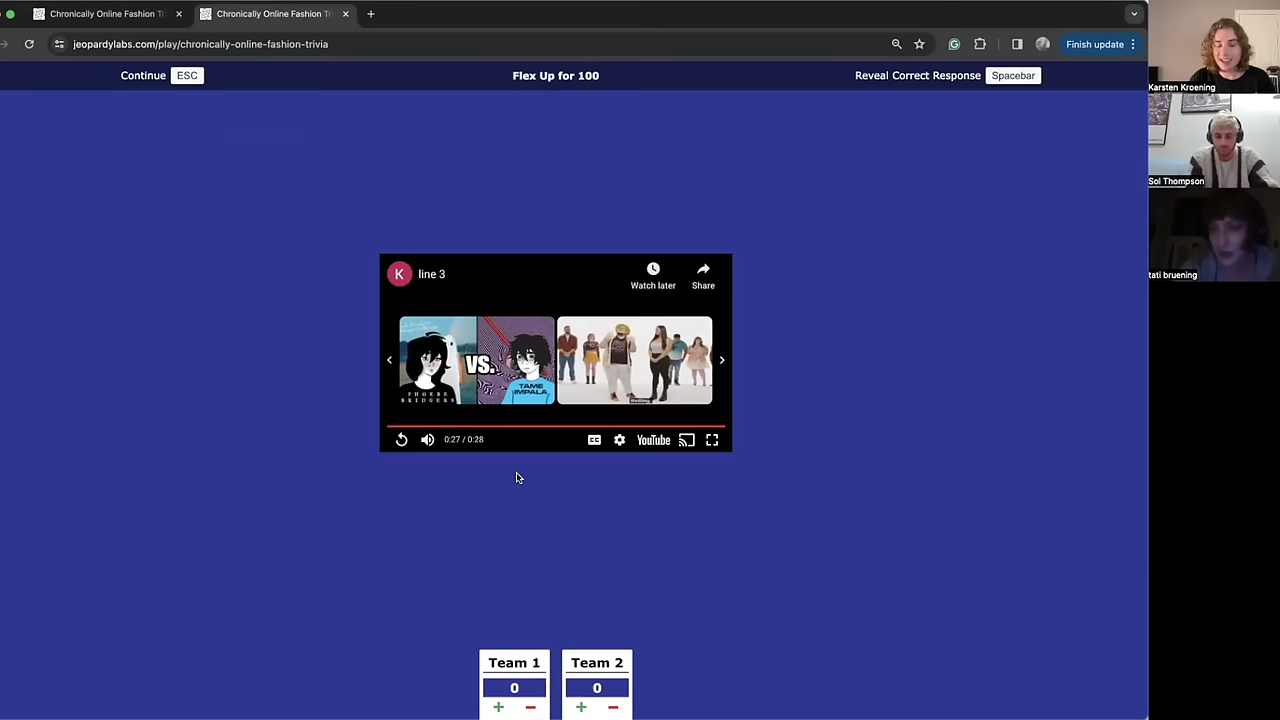 Chronically Online Fashion Tr
Chronically Online Fashion Tr
jeopardylabs.com/play/chronically-online-fashion-trivia
Finish update
Continue ESC
Flex Up for 100
Reveal Correct Response Spacebar
K line 3
Watch later
Share
VS.
PHOEBE
BRIDGERS
TAME
IMPALA
0:27 / 0:28
CC
YouTube
Team 1
Team 2
0
0
Karsten Kroening
Sol Thompson
tati bruening